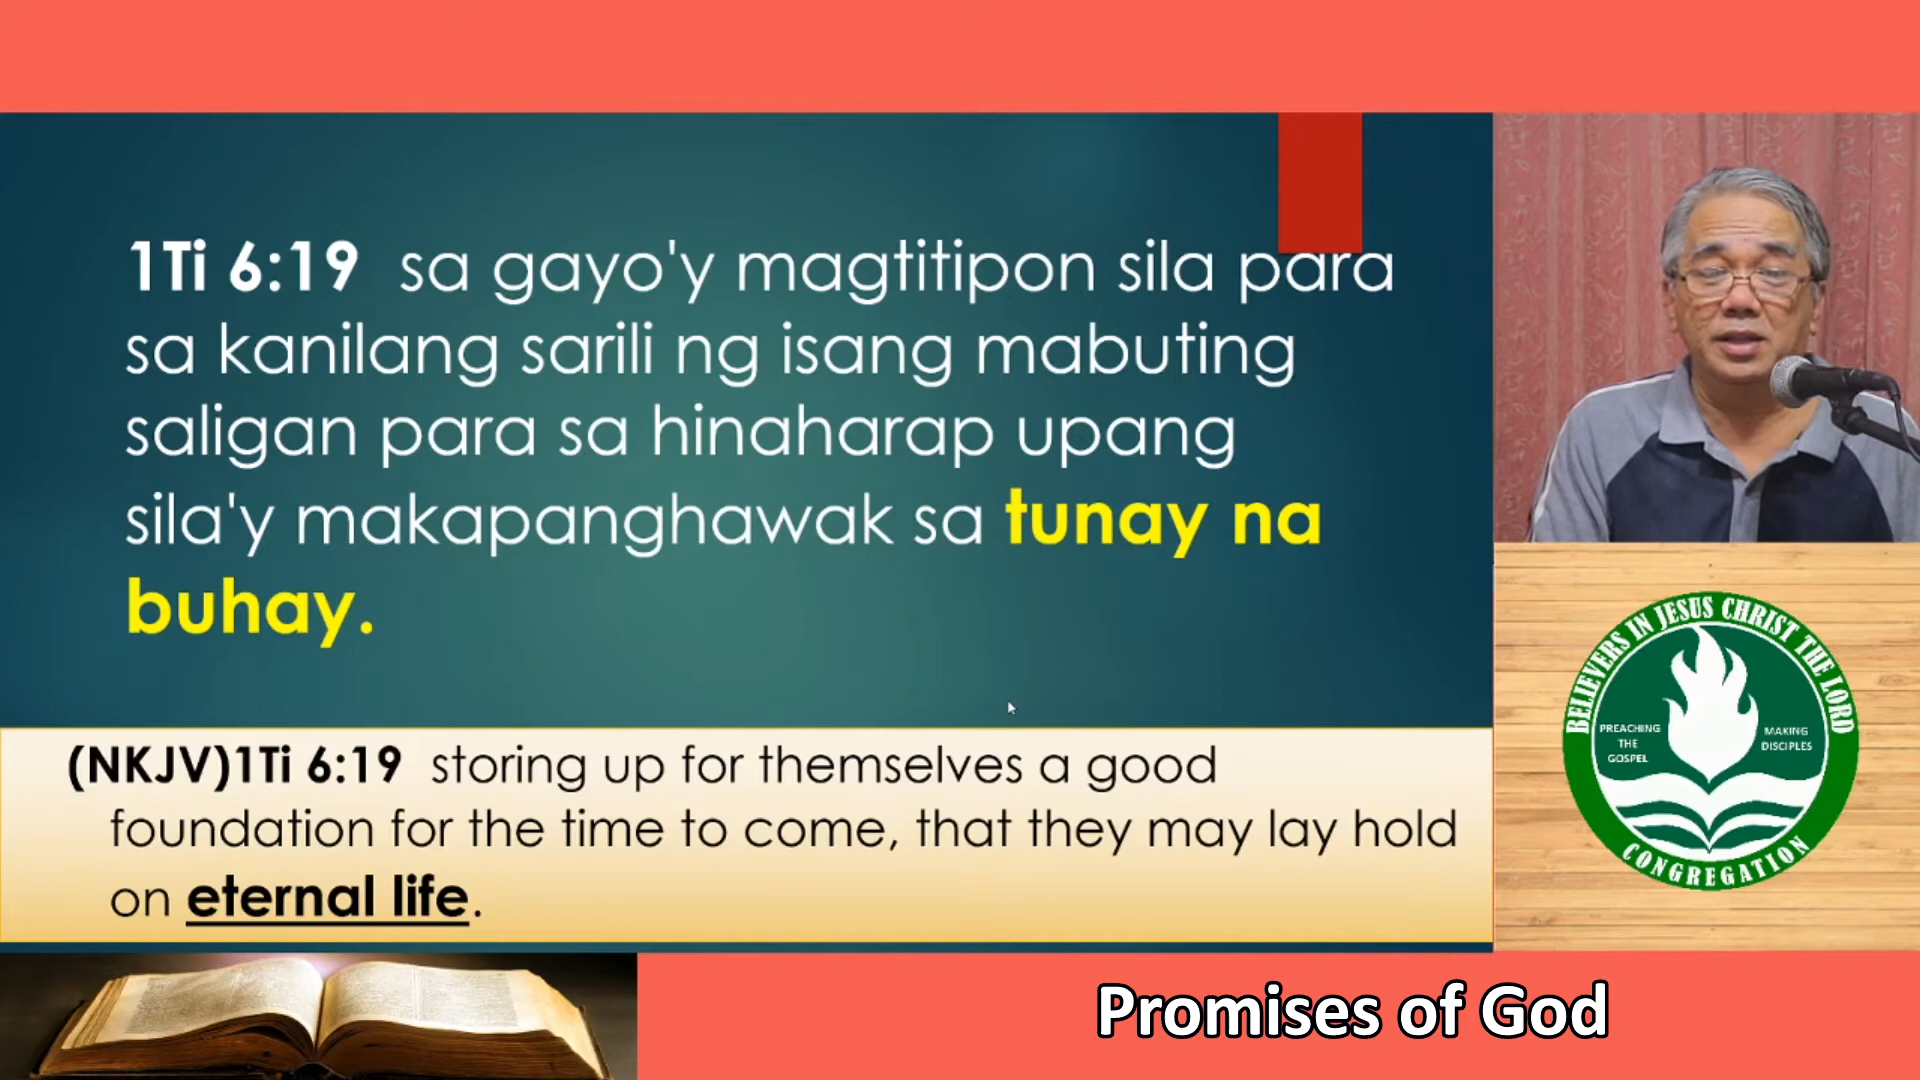 1Ti 6:19 sa gayo'y magtitipon sila para
sa kanilang sarili ng isang mabuting
saligan para sa hinaharap upang
sila'y makapanghawak sa tunay na
buhay.
(NKJV)1Ti 6:19 storing up for themselves a good
foundation for the time to come, that they may lay hold
on eternal life.
BELIEVERS IN JESUS CHRIST THE LORD
PREACHING
THE
GOSPEL
MAKING
DISCIPLES
CONGREGATION
Promises of God